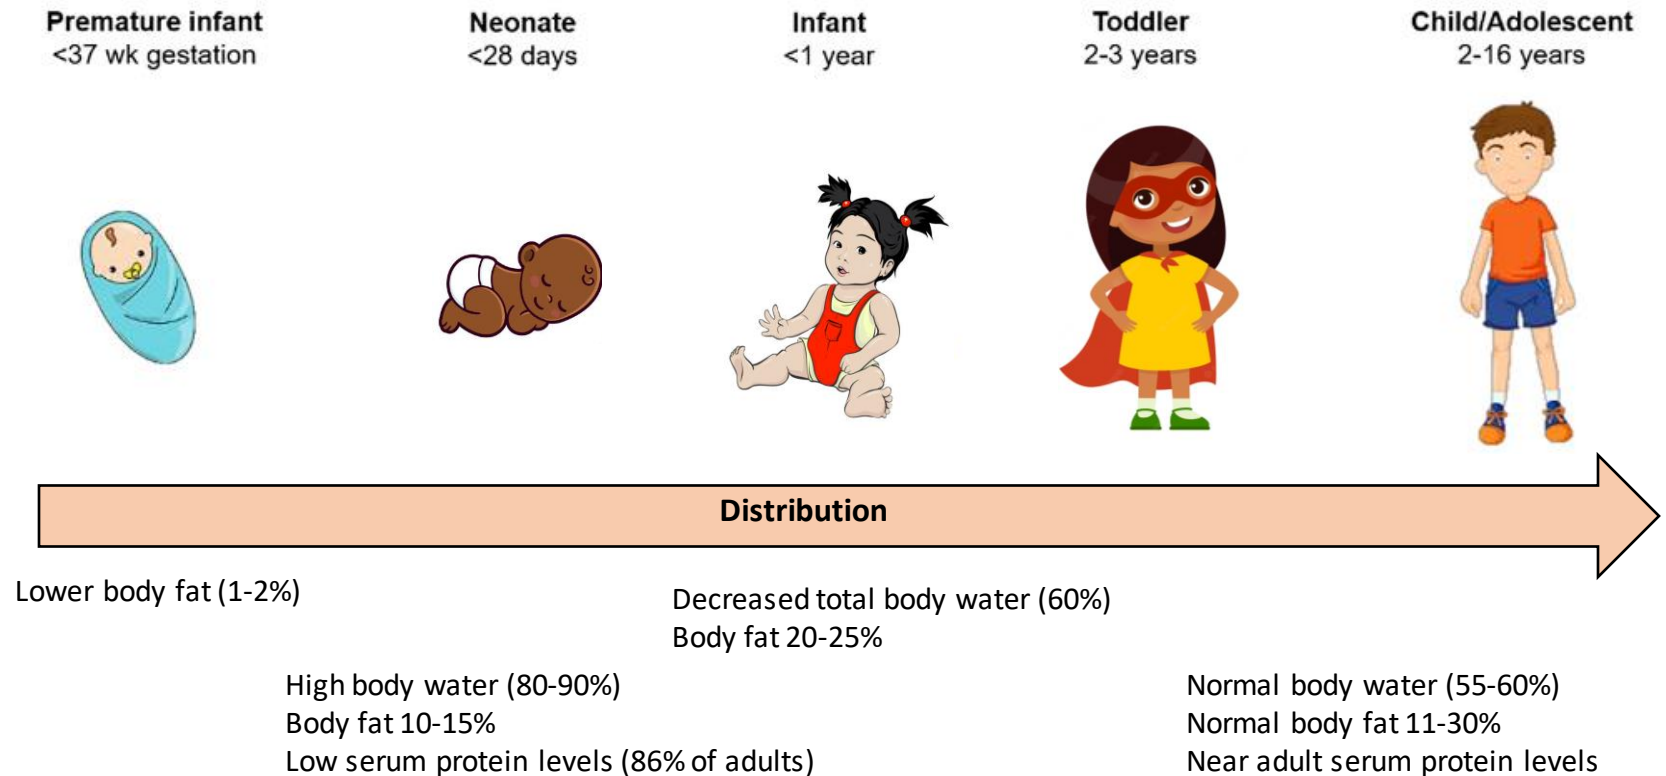 Premature infant
<37 wk gestation
Neonate
<28 days
Infant
<1 year
Toddler
2-3 years
Child/Adolescent
2-16 years
Distribution
Lower body fat (1-2%)
Decreased total body water (60%)
Body fat 20-25%
High body water (80-90%)
Body fat 10-15%
Low serum protein levels (86% of adults)
Normal body water (55-60%)
Normal body fat 11-30%
Near adult serum protein levels